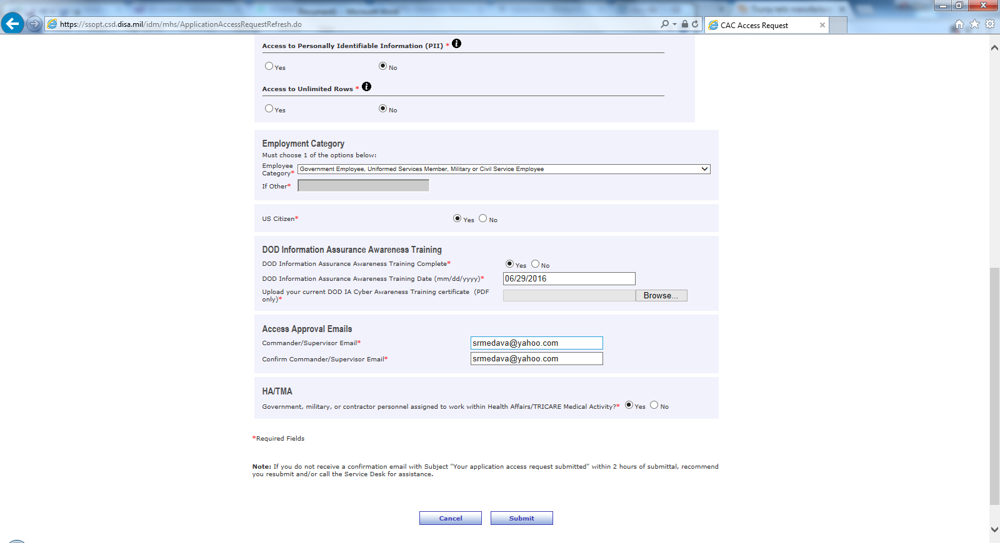 https://ssopt.csd.disa.mil/idm/mhs/ApplicationAccessRequestRefresh.do
CAC Access Request
Access to Personally Identifiable Information (PII) *
Yes No
Access to Unlimited Rows *
Yes No
Employment Category
Must choose 1 of the options below:
Employee Category* Government Employee, Uniformed Services Member, Military or Civil Service Employee
If Other*
US Citizen* Yes No
DOD Information Assurance Awareness Training
DOD Information Assurance Awareness Training Complete* Yes No
DOD Information Assurance Awareness Training Date (mm/dd/yyyy)* 06/29/2016
Upload your current DOD IA Cyber Awareness Training certificate (PDF
only)* Browse...
Access Approval Emails
Commander/Supervisor Email* srmedava@yahoo.com
Confirm Commander/Supervisor Email* srmedava@yahoo.com
HA/TMA
Government, military, or contractor personnel assigned to work within Health Affairs/TRICARE Medical Activity?* Yes No
*Required Fields
Note: If you do not receive a confirmation email with Subject "Your application access request submitted" within 2 hours of submittal, recommend
you resubmit and/or call the Service Desk for assistance.
Cancel Submit